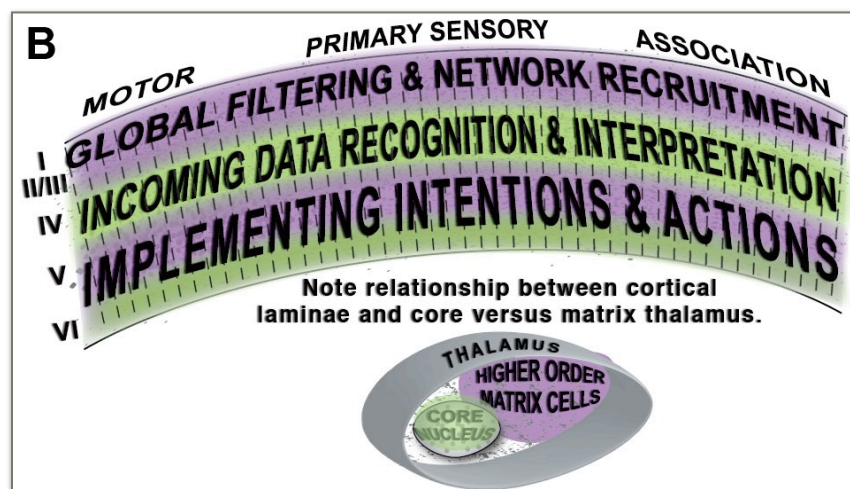 B
MOTOR
PRIMARY SENSORY
ASSOCIATION
I
II/III
IV
V
VI
GLOBAL FILTERING & NETWORK RECRUITMENT
INCOMING DATA RECOGNITION & INTERPRETATION
IMPLEMENTING INTENTIONS & ACTIONS
Note relationship between cortical
laminae and core versus matrix thalamus.
THALAMUS
HIGHER ORDER
MATRIX CELLS
CORE
NUCLEUS